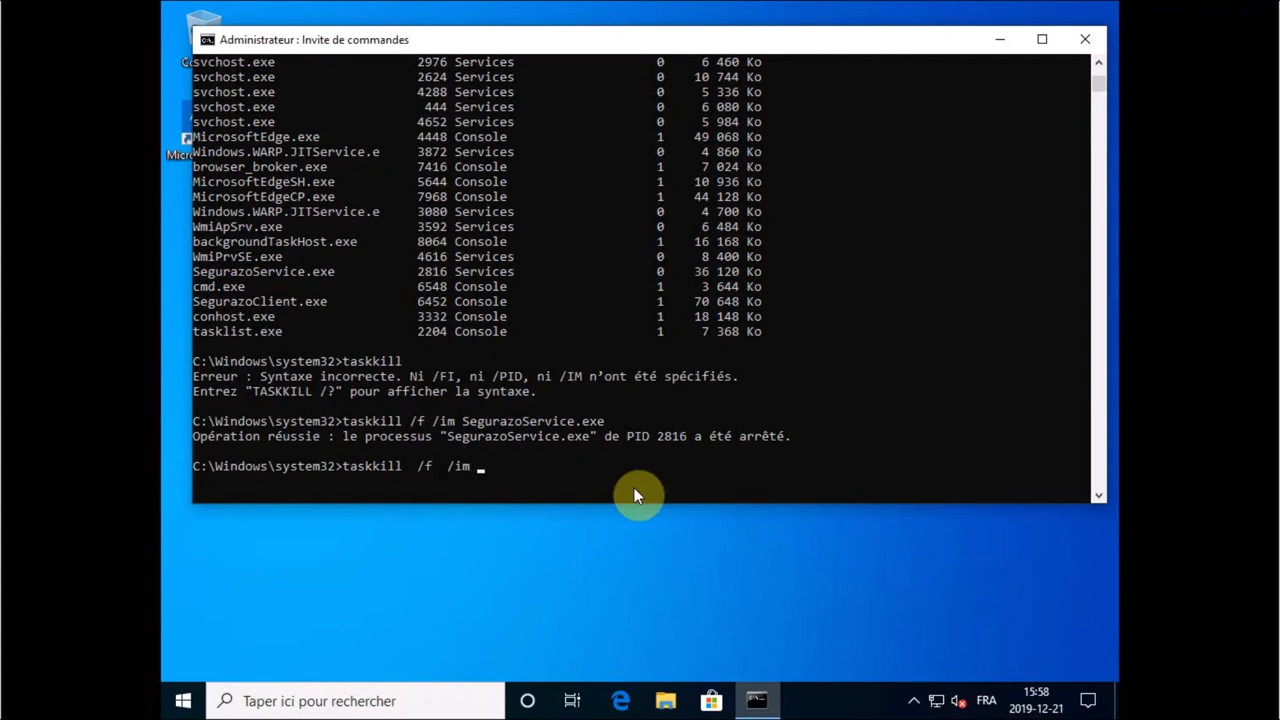 Administrateur : Invite de commandes
svchost.exe 2976 Services 0 6 460 Ko
svchost.exe 2624 Services 0 10 744 Ko
svchost.exe 4288 Services 0 5 336 Ko
svchost.exe 444 Services 0 6 080 Ko
svchost.exe 4652 Services 0 5 984 Ko
MicrosoftEdge.exe 4448 Console 1 49 068 Ko
Windows.WARP.JITService.e 3872 Services 0 4 860 Ko
browser_broker.exe 7416 Console 1 7 024 Ko
MicrosoftEdgeSH.exe 5644 Console 1 10 936 Ko
MicrosoftEdgeCP.exe 7968 Console 1 44 128 Ko
Windows.WARP.JITService.e 3080 Services 0 4 700 Ko
WmiApSrv.exe 3592 Services 0 6 484 Ko
backgroundTaskHost.exe 8064 Console 1 16 168 Ko
WmiPrvSE.exe 4616 Services 0 8 400 Ko
SegurazoService.exe 2816 Services 0 36 120 Ko
cmd.exe 6548 Console 1 3 644 Ko
SegurazoClient.exe 6452 Console 1 70 648 Ko
conhost.exe 3332 Console 1 18 148 Ko
tasklist.exe 2204 Console 1 7 368 Ko
C:\Windows\system32>taskkill
Erreur : Syntaxe incorrecte. Ni /FI, ni /PID, ni /IM n’ont été spécifiés.
Entrez "TASKKILL /?" pour afficher la syntaxe.
C:\Windows\system32>taskkill /f /im SegurazoService.exe
Opération réussie : le processus "SegurazoService.exe" de PID 2816 a été arrêté.
C:\Windows\system32>taskkill  /f  /im _
Taper ici pour rechercher
FRA
15:58
2019-12-21